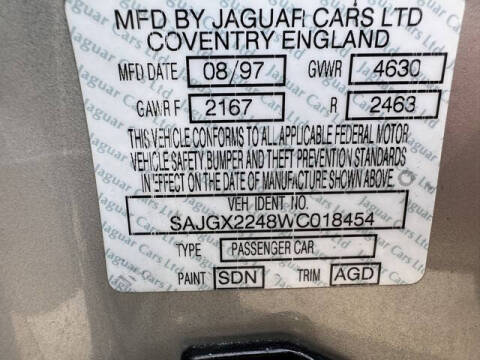 MFD BY JAGUAR CARS LTD
COVENTRY ENGLAND
MFD DATE 08/97 GVWR 4630
GAWR F 2167 R 2463
THIS VEHICLE CONFORMS TO ALL APPLICABLE FEDERAL MOTOR
VEHICLE SAFETY BUMPER AND THEFT PREVENTION STANDARDS
IN EFFECT ON THE DATE OF MANUFACTURE SHOWN ABOVE.
VEH IDENT NO.
SAJGX2248WC018454
TYPE PASSENGER CAR
PAINT SDN TRIM AGD